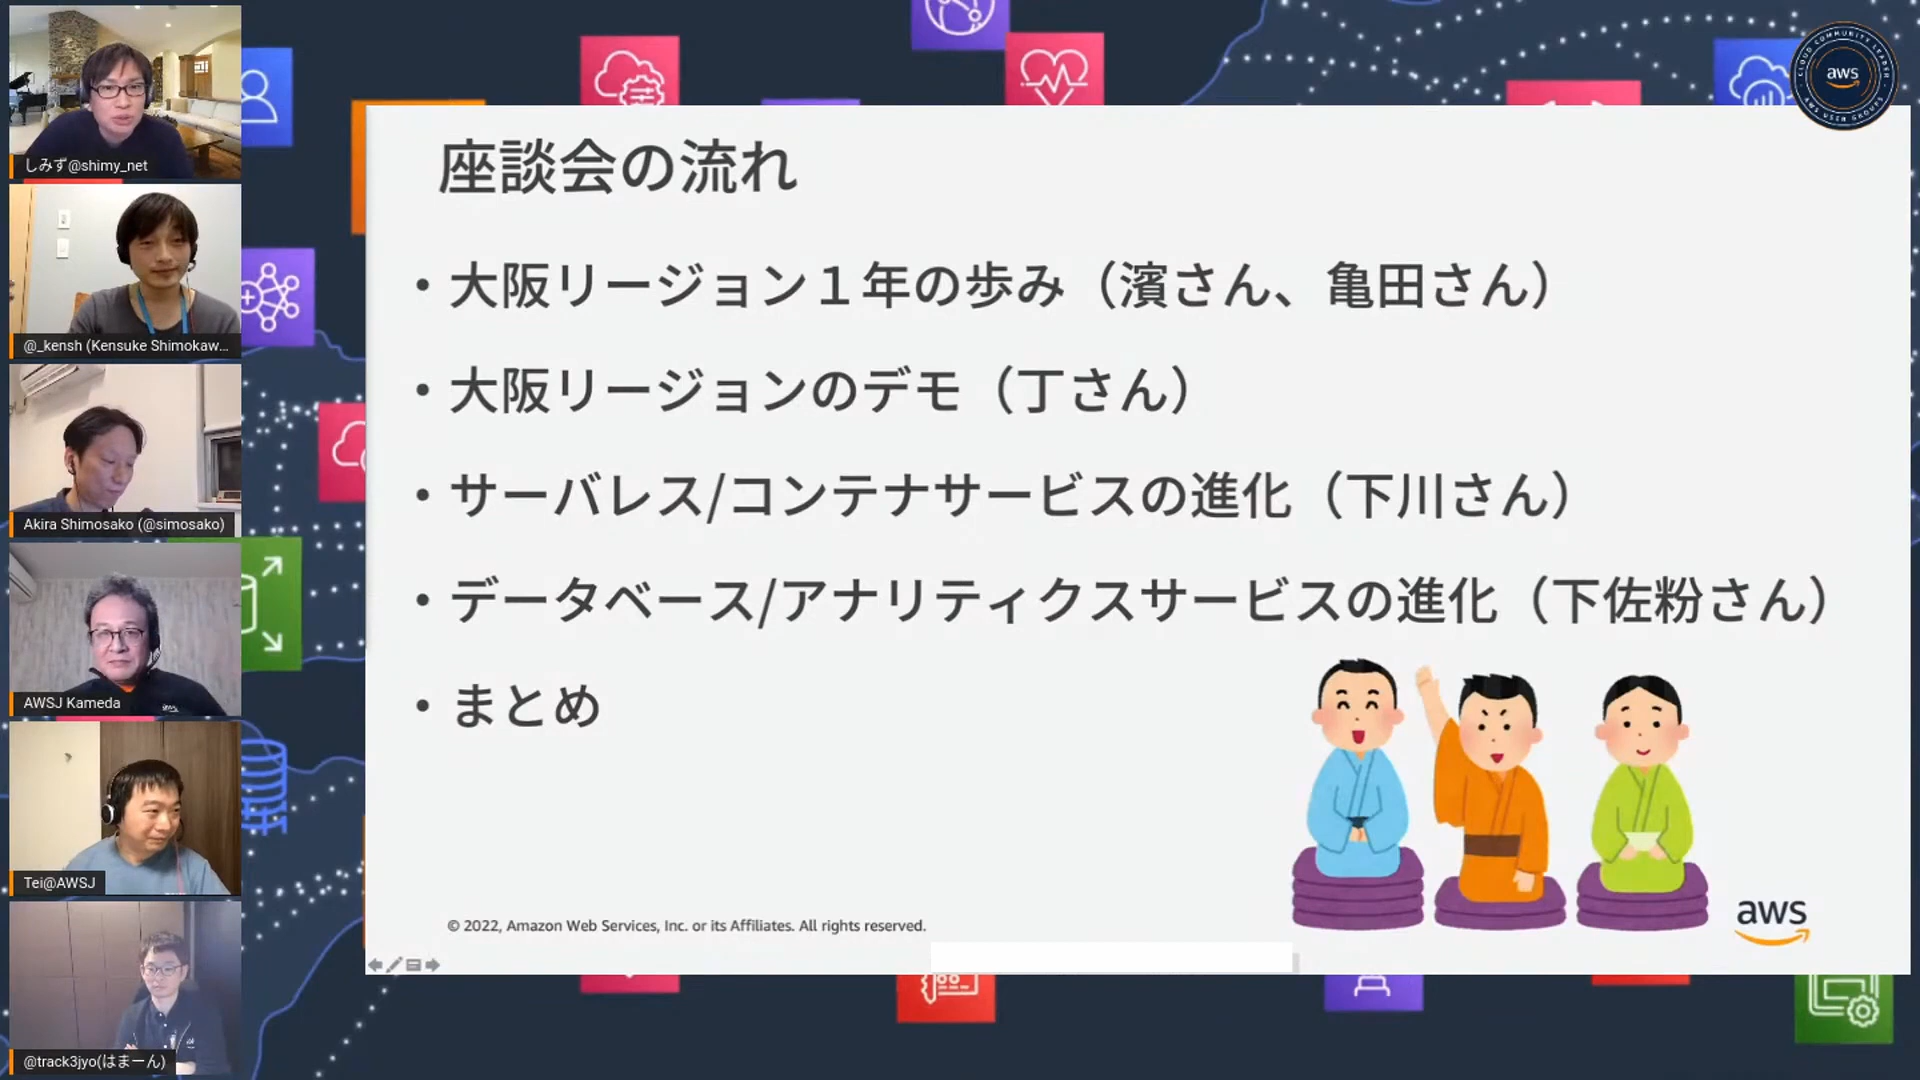 しみず@shimy_net
@_kensh (Kensuke Shimokaw...
Akira Shimosako (@simosako)
AWSJ Kameda
Tei@AWSJ
@track3jyo(はまーん)
CLOUD COMMUNITY LEADER
aws
AWS USER GROUPS
座談会の流れ
・大阪リージョン１年の歩み（濱さん、亀田さん）
・大阪リージョンのデモ（丁さん）
・サーバレス/コンテナサービスの進化（下川さん）
・データベース/アナリティクスサービスの進化（下佐粉さん）
・まとめ
© 2022, Amazon Web Services, Inc. or its Affiliates. All rights reserved.
aws